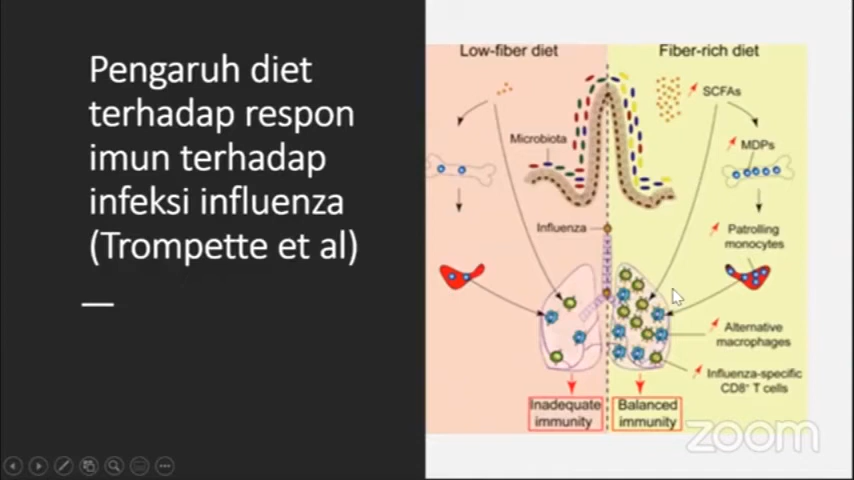 Pengaruh diet
terhadap respon
imun terhadap
infeksi influenza
(Trompette et al)
Low-fiber diet
Fiber-rich diet
SCFAs
Microbiota
MDPs
Influenza
Patrolling
monocytes
Alternative
macrophages
Influenza-specific
CD8⁺ T cells
Inadequate
immunity
Balanced
immunity
zoom